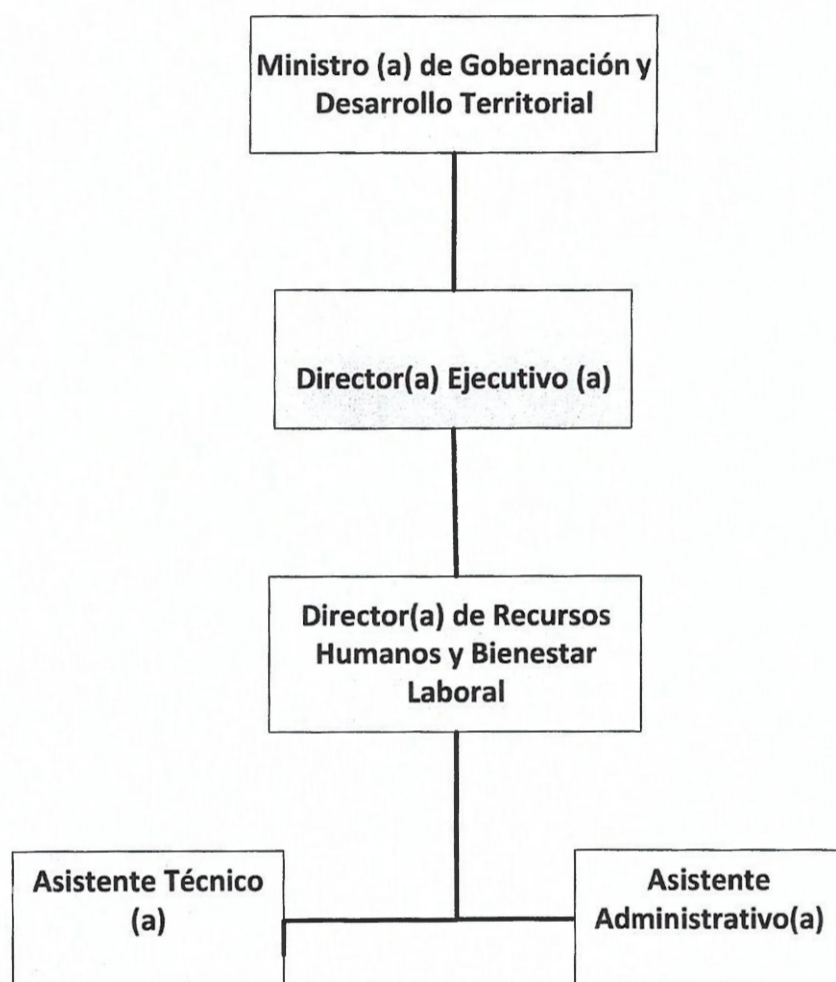 Ministro (a) de Gobernación y
Desarrollo Territorial
Director(a) Ejecutivo (a)
Director(a) de Recursos
Humanos y Bienestar
Laboral
Asistente Técnico
(a)
Asistente
Administrativo(a)